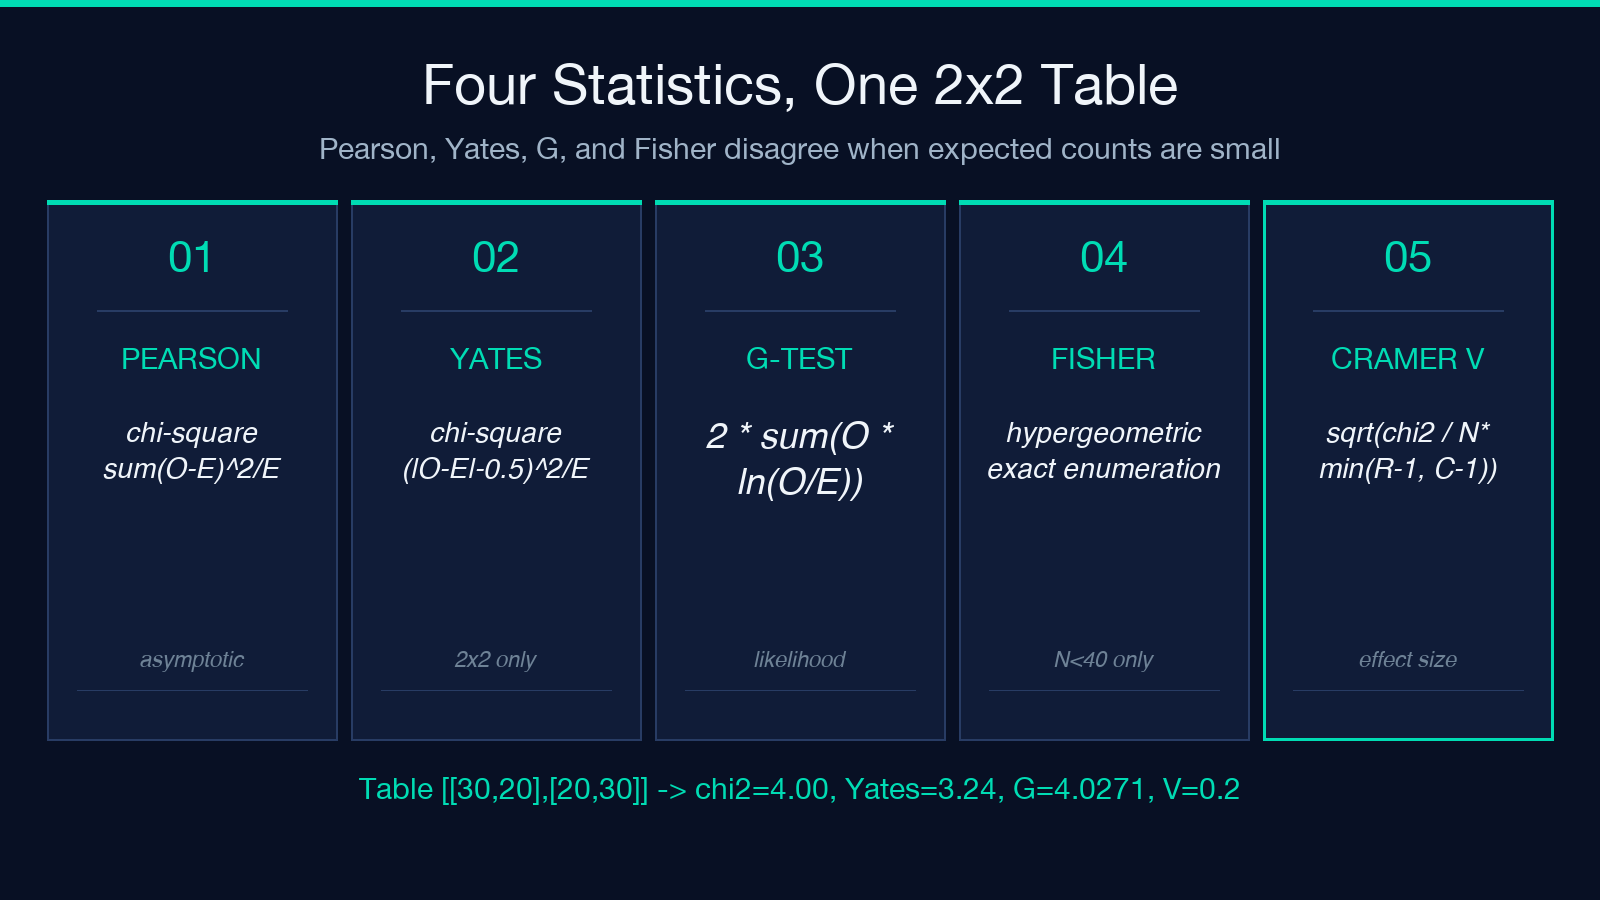 Four Statistics, One 2x2 Table
Pearson, Yates, G, and Fisher disagree when expected counts are small
01
PEARSON
chi-square
sum(O-E)^2/E
asymptotic
02
YATES
chi-square
(|O-E|-0.5)^2/E
2x2 only
03
G-TEST
2 * sum(O *
ln(O/E))
likelihood
04
FISHER
hypergeometric
exact enumeration
N<40 only
05
CRAMER V
sqrt(chi2 / N*
min(R-1, C-1))
effect size
Table [[30,20],[20,30]] -> chi2=4.00, Yates=3.24, G=4.0271, V=0.2